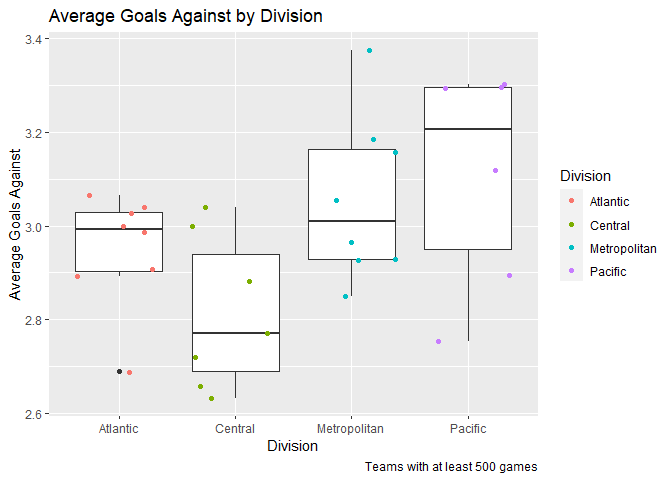 Average Goals Against by Division
Average Goals Against
3.4
3.2
3.0
2.8
2.6
Atlantic
Central
Metropolitan
Pacific
Division
Division
Atlantic
Central
Metropolitan
Pacific
Teams with at least 500 games